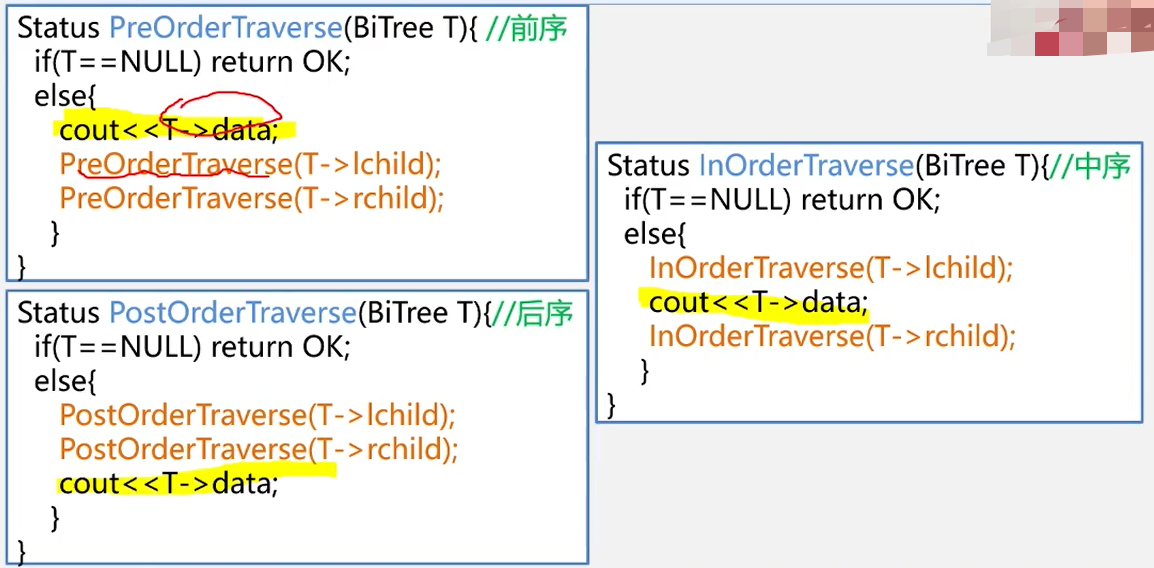 Status PreOrderTraverse(BiTree T){ //前序
if(T==NULL) return OK;
else{
cout<<T->data;
PreOrderTraverse(T->lchild);
PreOrderTraverse(T->rchild);
}
}
Status PostOrderTraverse(BiTree T){//后序
if(T==NULL) return OK;
else{
PostOrderTraverse(T->lchild);
PostOrderTraverse(T->rchild);
cout<<T->data;
}
}
Status InOrderTraverse(BiTree T){//中序
if(T==NULL) return OK;
else{
InOrderTraverse(T->lchild);
cout<<T->data;
InOrderTraverse(T->rchild);
}
}